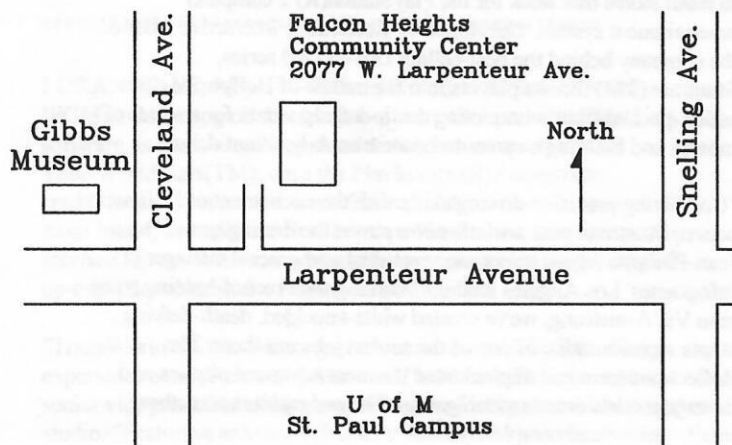 Falcon Heights
Community Center
2077 W. Larpenteur Ave.
Cleveland Ave.
Snelling Ave.
Gibbs
Museum
North
Larpenteur Avenue
U of M
St. Paul Campus